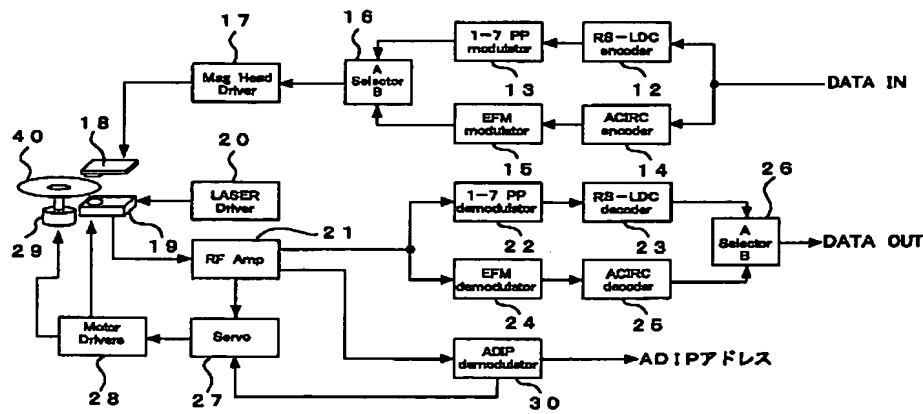 16
17
1-7 PP modulator
RS-LDC encoder
Mag Head Driver
A Selector B
13
12
DATA IN
EFM modulator
ACIRC encoder
18
20
40
15
14
26
LASER Driver
1-7 PP demodulator
RS-LDC decoder
29
19
21
22
23
A Selector B
DATA OUT
RF Amp
EFM demodulator
ACIRC decoder
24
25
Motor Drivers
Servo
ADIP demodulator
ADIPアドレス
28
27
30